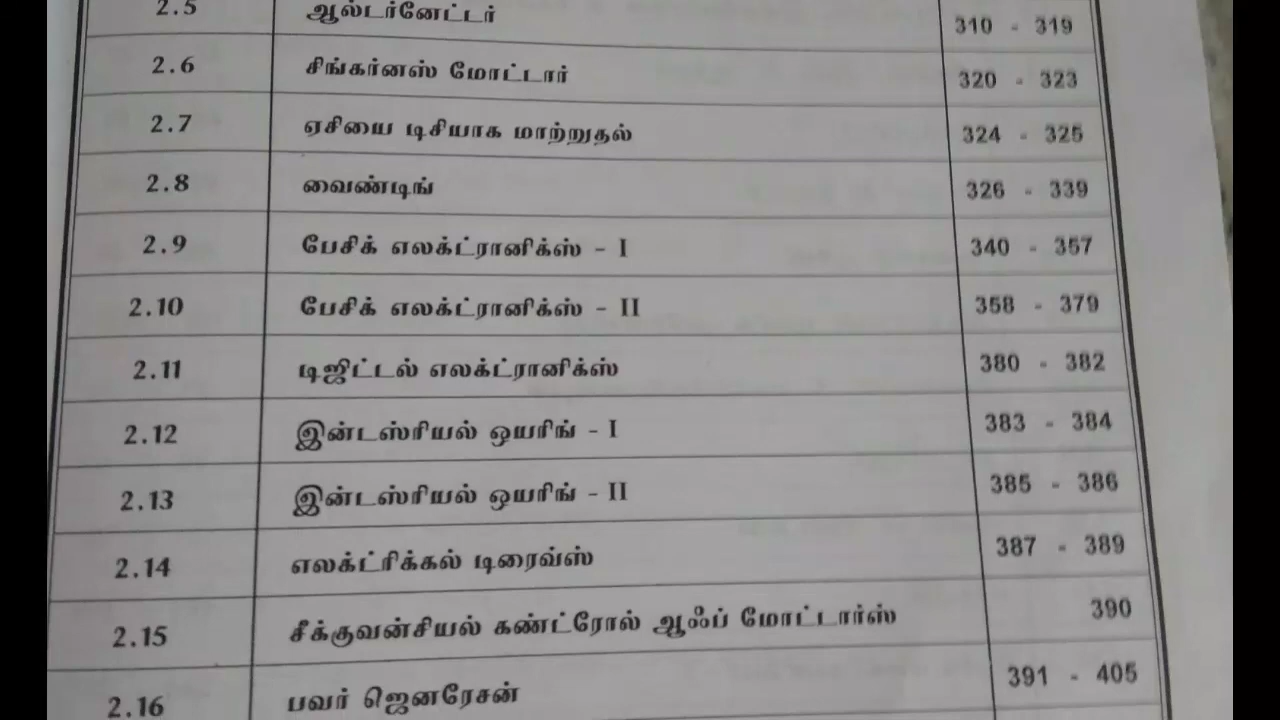 2.5 ஆல்டர்னேட்டர் 310 - 319
2.6 சிங்கர்னஸ் மோட்டார் 320 - 323
2.7 ஏசியை டிசியாக மாற்றுதல் 324 - 325
2.8 வைண்டிங் 326 - 339
2.9 பேசிக் எலக்ட்ரானிக்ஸ் - I 340 - 357
2.10 பேசிக் எலக்ட்ரானிக்ஸ் - II 358 - 379
2.11 டிஜிட்டல் எலக்ட்ரானிக்ஸ் 380 - 382
2.12 இன்டஸ்ரியல் ஒயரிங் - I 383 - 384
2.13 இன்டஸ்ரியல் ஒயரிங் - II 385 - 386
2.14 எலக்ட்ரிக்கல் டிரைவ்ஸ் 387 - 389
2.15 சீக்குவன்சியல் கண்ட்ரோல் ஆஃப் மோட்டார்ஸ் 390
2.16 பவர் ஜெனரேசன் 391 - 405